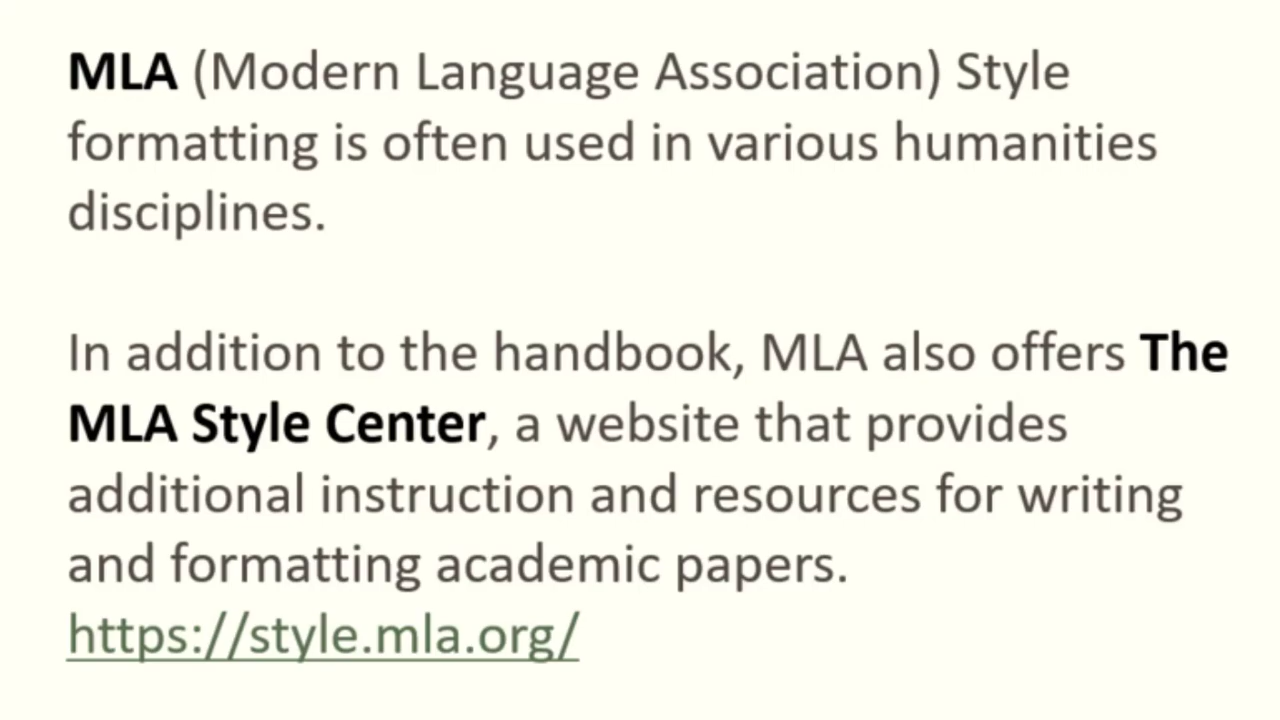 MLA (Modern Language Association) Style
formatting is often used in various humanities
disciplines.
In addition to the handbook, MLA also offers The
MLA Style Center, a website that provides
additional instruction and resources for writing
and formatting academic papers.
https://style.mla.org/